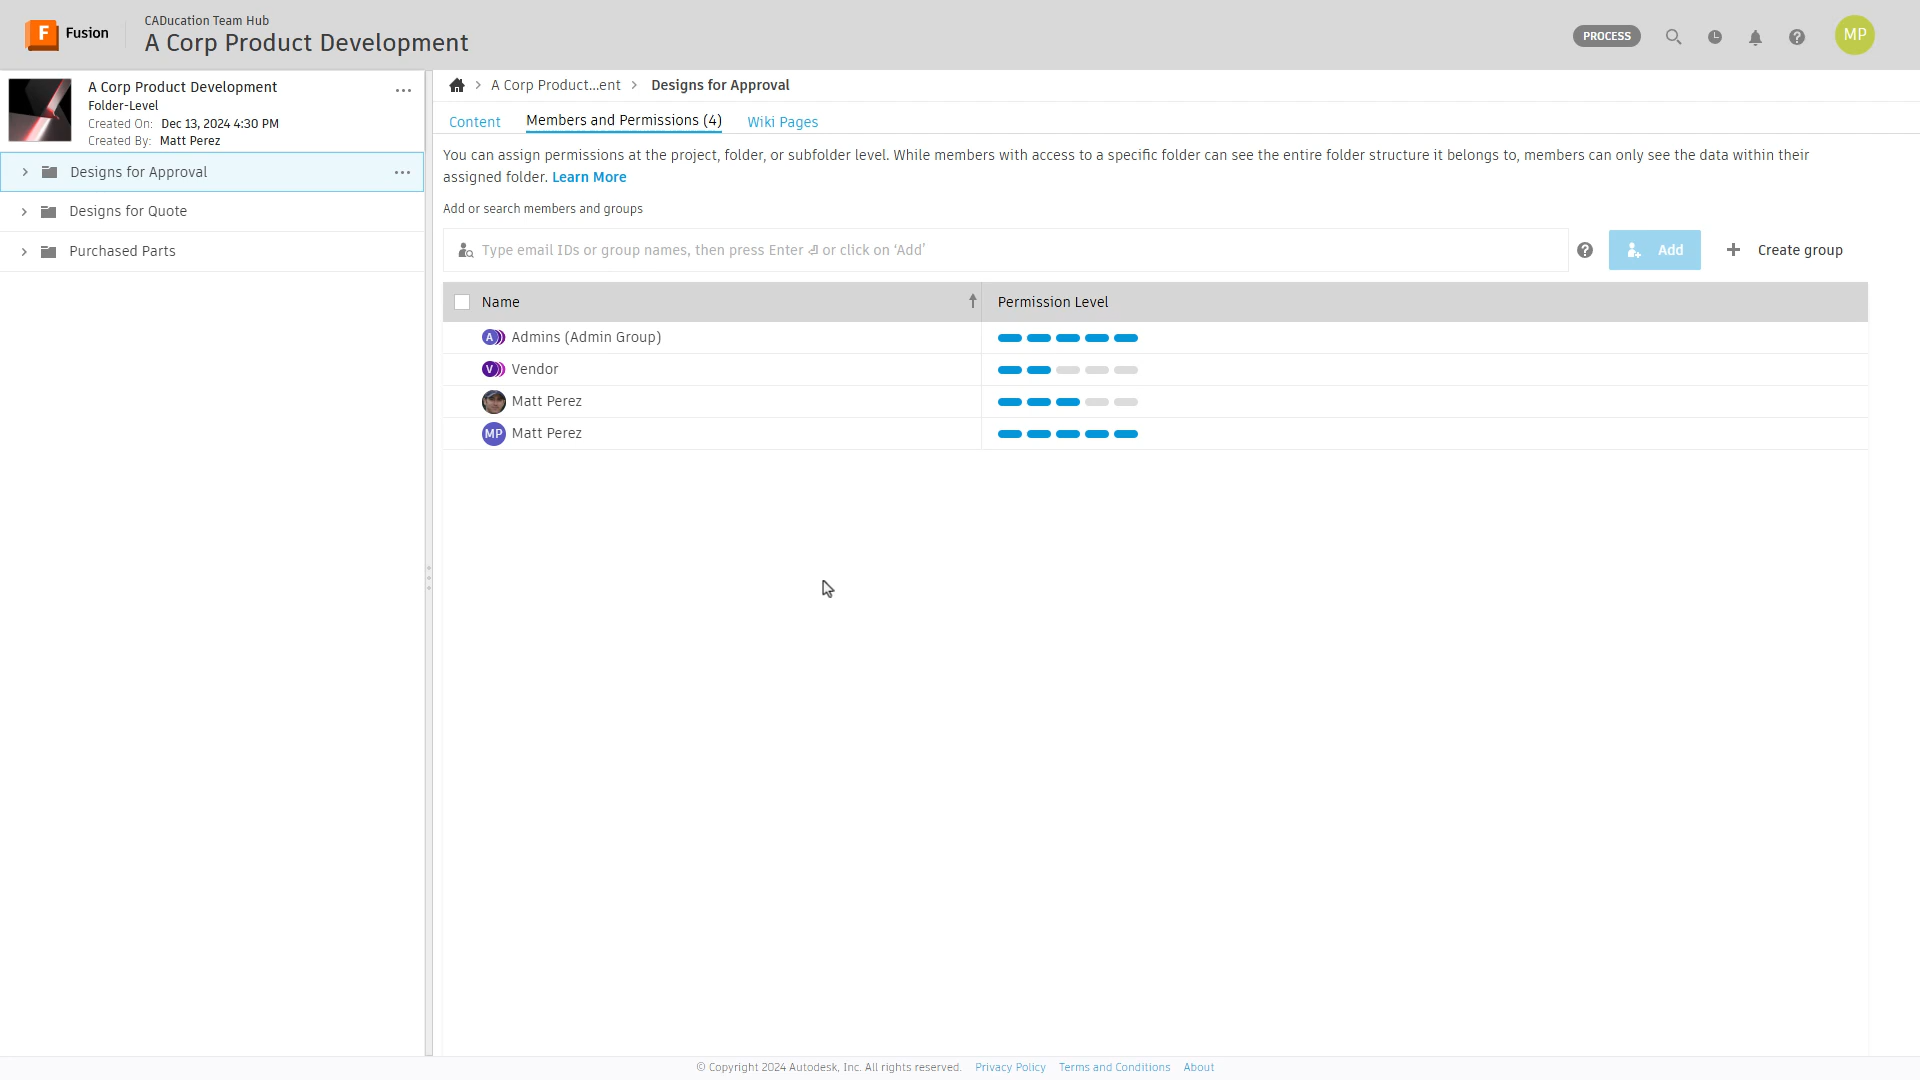 F Fusion
CADucation Team Hub
A Corp Product Development
PROCESS
MP
A Corp Product Development
Folder-Level
Created On: Dec 13, 2024 4:30 PM
Created By: Matt Perez
Designs for Approval
Designs for Quote
Purchased Parts
A Corp Product...ent > Designs for Approval
Content Members and Permissions (4) Wiki Pages
You can assign permissions at the project, folder, or subfolder level. While members with access to a specific folder can see the entire folder structure it belongs to, members can only see the data within their
assigned folder. Learn More
Add or search members and groups
Type email IDs or group names, then press Enter ⏎ or click on ‘Add’
Add
+ Create group
Name Permission Level
A Admins (Admin Group)
V Vendor
Matt Perez
MP Matt Perez
© Copyright 2024 Autodesk, Inc. All rights reserved. Privacy Policy Terms and Conditions About